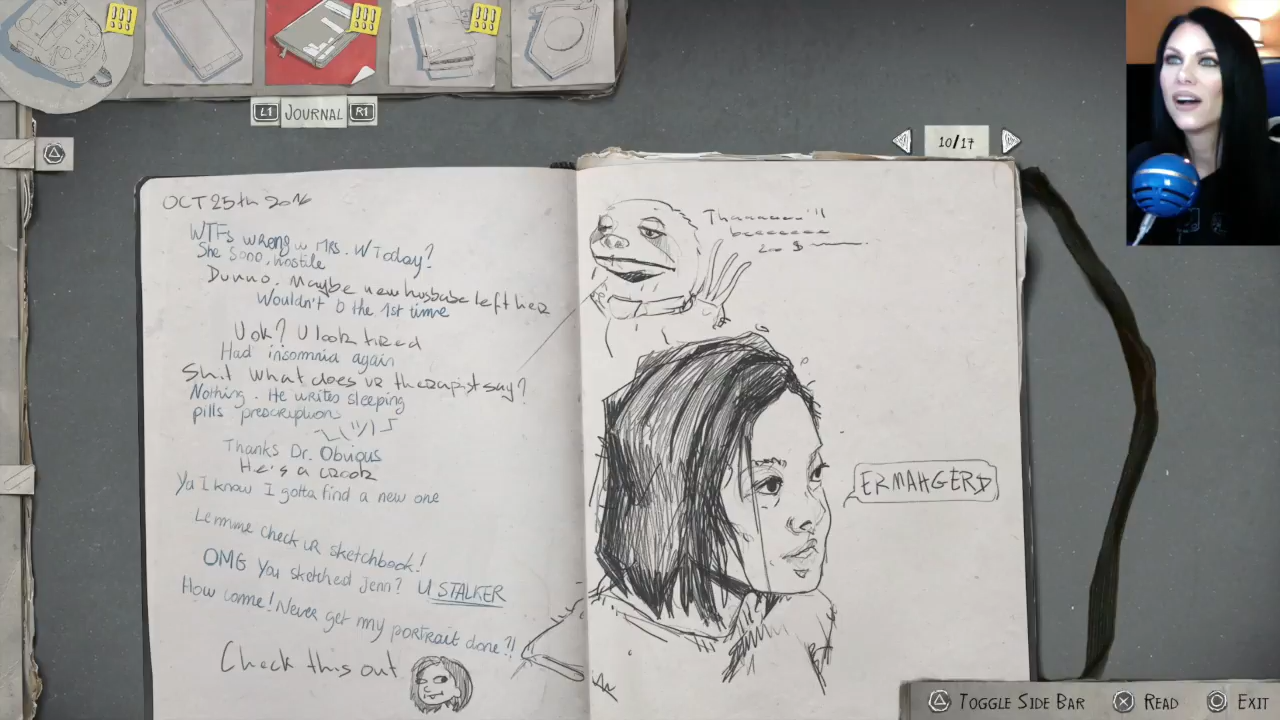 L1 JOURNAL R1
10/17
OCT 25th 2016
WTFs wrong w Mrs. W Today?
She sooo hostile
Dunno. Maybe new husbabe left her
Wouldn't b the 1st time
U ok? U look tired
Had insomnia again
Shit what does ur therapist say?
Nothing. He writes sleeping
pills prescription
Thanks Dr. Obvious
He's a crook
Ya I know I gotta find a new one
Lemme check ur sketchbook!
OMG You sketched Jenn? U STALKER
How come! Never get my portrait done?!
Check this out
ERMAHGERD
TOGGLE SIDE BAR
READ
EXIT